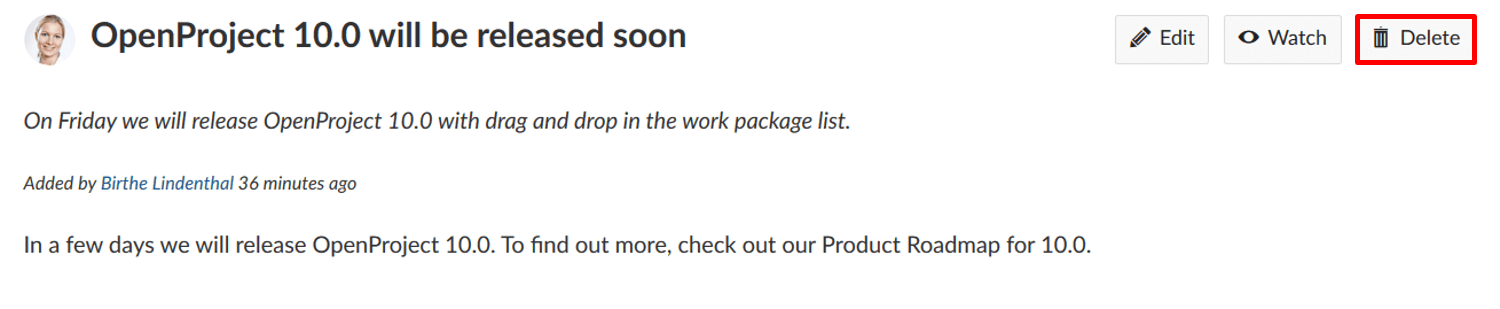 OpenProject 10.0 will be released soon
Edit
Watch
Delete
On Friday we will release OpenProject 10.0 with drag and drop in the work package list.
Added by Birthe Lindenthal 36 minutes ago
In a few days we will release OpenProject 10.0. To find out more, check out our Product Roadmap for 10.0.